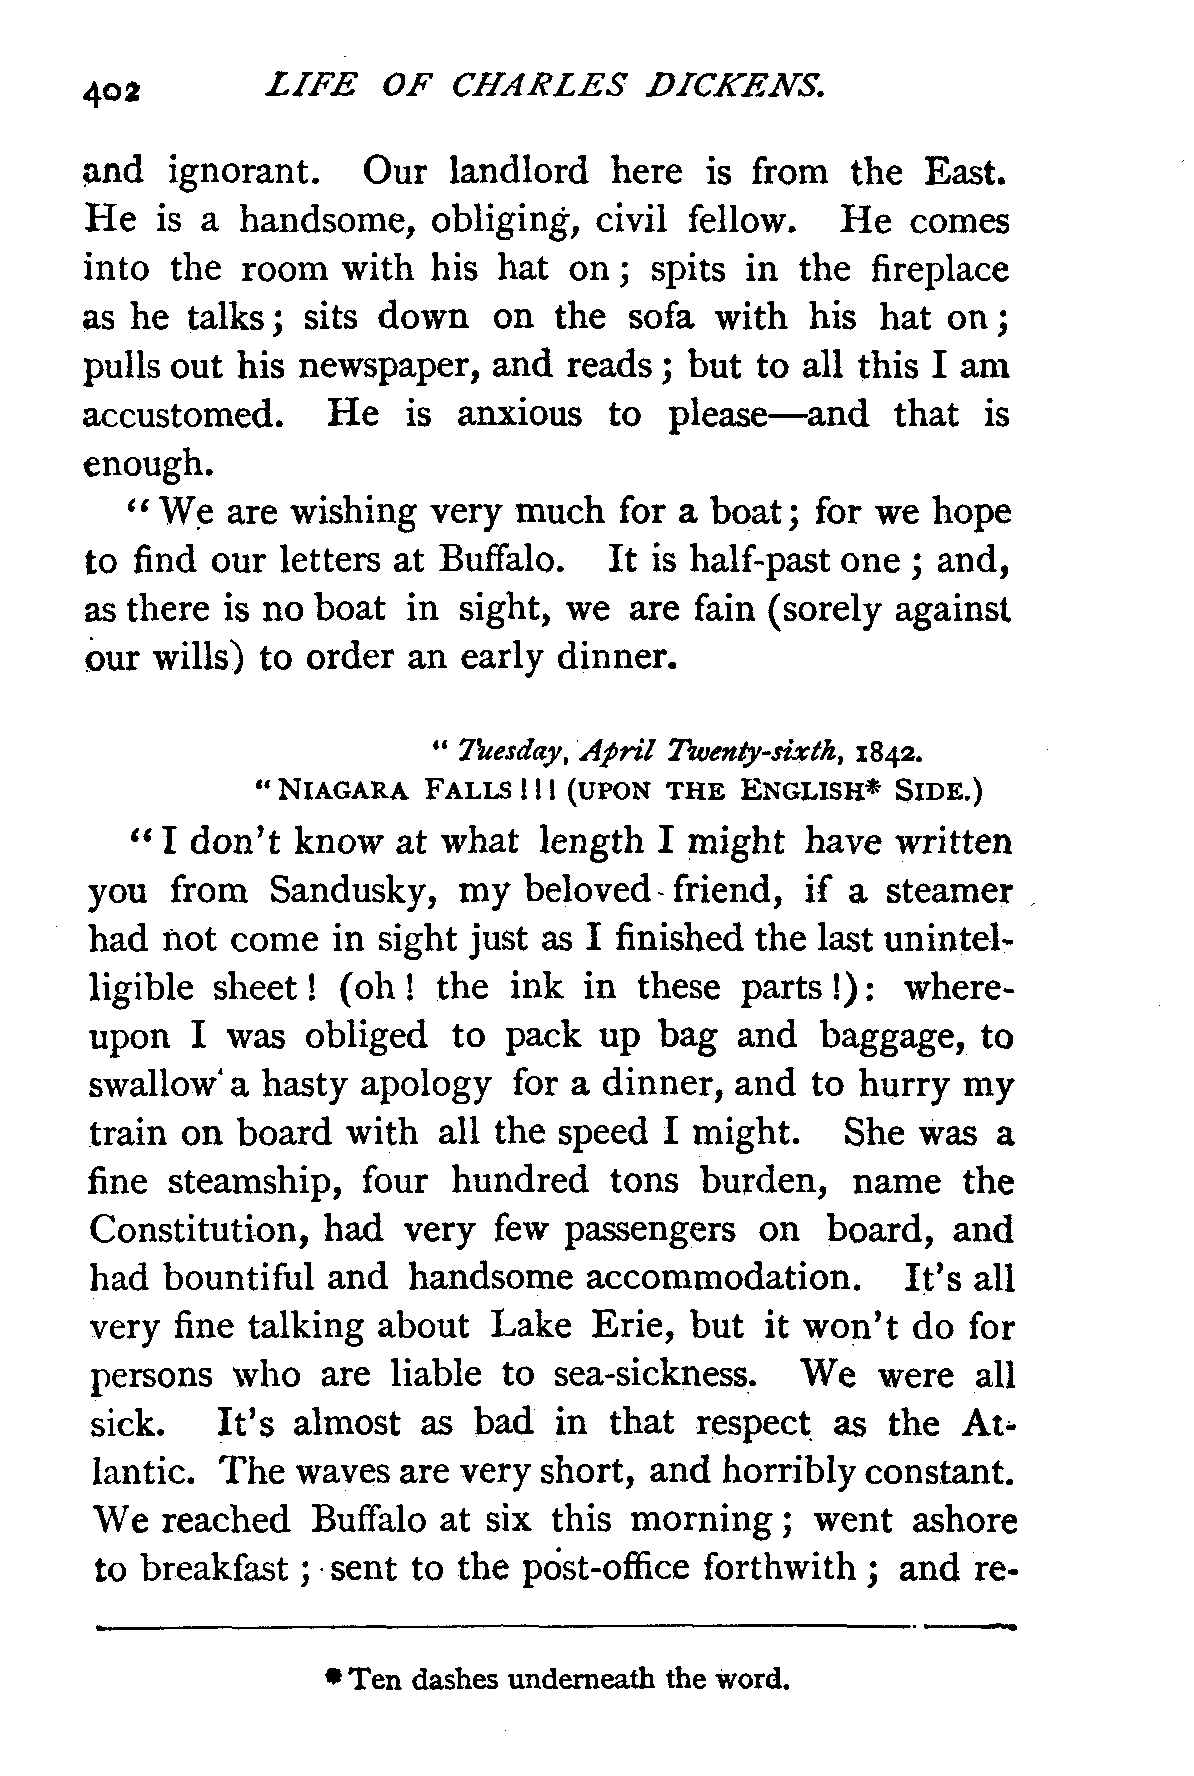 402 LIFE OF CHARLES DICKENS.
and ignorant. Our landlord here is from the East.
He is a handsome, obliging, civil fellow. He comes
into the room with his hat on; spits in the fireplace
as he talks; sits down on the sofa with his hat on;
pulls out his newspaper, and reads; but to all this I am
accustomed. He is anxious to please—and that is
enough.
"We are wishing very much for a boat; for we hope
to find our letters at Buffalo. It is half-past one; and,
as there is no boat in sight, we are fain (sorely against
our wills) to order an early dinner.
"Tuesday, April Twenty-sixth, 1842.
"NIAGARA FALLS!!! (UPON THE ENGLISH* SIDE.)
"I don't know at what length I might have written
you from Sandusky, my beloved friend, if a steamer
had not come in sight just as I finished the last unintel-
ligible sheet! (oh! the ink in these parts!): where-
upon I was obliged to pack up bag and baggage, to
swallow a hasty apology for a dinner, and to hurry my
train on board with all the speed I might. She was a
fine steamship, four hundred tons burden, name the
Constitution, had very few passengers on board, and
had bountiful and handsome accommodation. It's all
very fine talking about Lake Erie, but it won't do for
persons who are liable to sea-sickness. We were all
sick. It's almost as bad in that respect as the At-
lantic. The waves are very short, and horribly constant.
We reached Buffalo at six this morning; went ashore
to breakfast; sent to the post-office forthwith; and re-
* Ten dashes underneath the word.